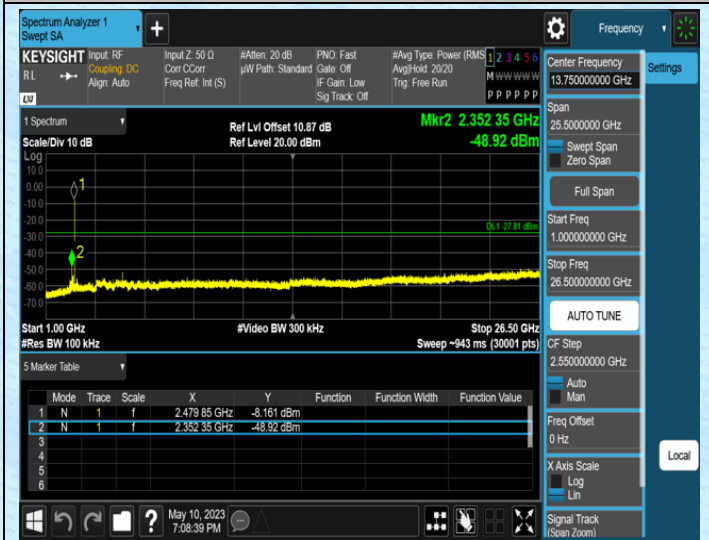 Spectrum Analyzer 1
Swept SA
Frequency
KEYSIGHT Input: RF Input Z: 50 Ω #Atten: 20 dB PNO: Fast #Avg Type: Power (RMS 1 2 3 4 5 6
RL Coupling: DC Corr CCorr µW Path: Standard Gate: Off Avg|Hold: 20/20 M W W W W W
Align: Auto Freq Ref: Int (S) IF Gain: Low Trig: Free Run
Sig Track: Off P P P P P P
LXI
1 Spectrum
Scale/Div 10 dB
Ref Lvl Offset 10.87 dB
Ref Level 20.00 dBm
Mkr2 2.352 35 GHz
-48.92 dBm
Log
10.0
0.00
-10.0
-20.0
-30.0
-40.0
-50.0
-60.0
-70.0
1
2
DL1 -27.81 dBm
Start 1.00 GHz #Video BW 300 kHz Stop 26.50 GHz
#Res BW 100 kHz Sweep ~943 ms (30001 pts)
5 Marker Table
Mode Trace Scale X Y Function Function Width Function Value
1 N 1 f 2.479 85 GHz -8.161 dBm
2 N 1 f 2.352 35 GHz -48.92 dBm
3
4
5
6
May 10, 2023
7:08:39 PM
Center Frequency
13.750000000 GHz
Settings
Span
25.5000000 GHz
Swept Span
Zero Span
Full Span
Start Freq
1.000000000 GHz
Stop Freq
26.500000000 GHz
AUTO TUNE
CF Step
2.550000000 GHz
Auto
Man
Freq Offset
0 Hz
Local
X Axis Scale
Log
Lin
Signal Track
(Span Zoom)